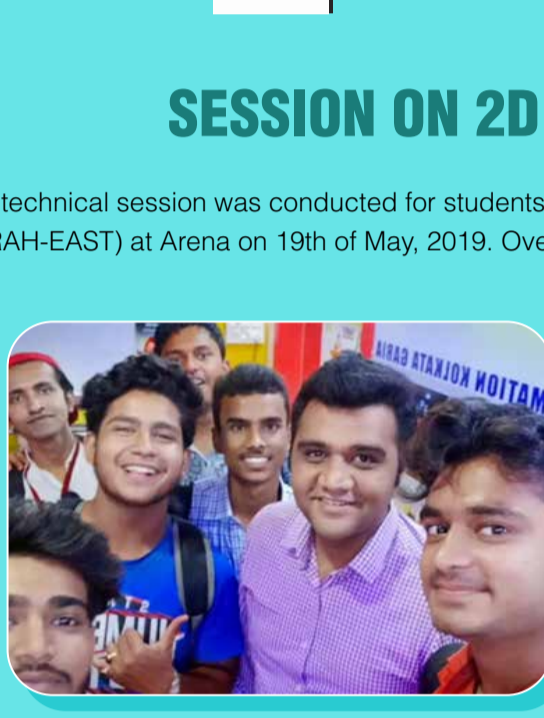 SESSION ON 2D
technical session was conducted for students
RAH-EAST) at Arena on 19th of May, 2019. Ove
MATION KOLKATA GARIA